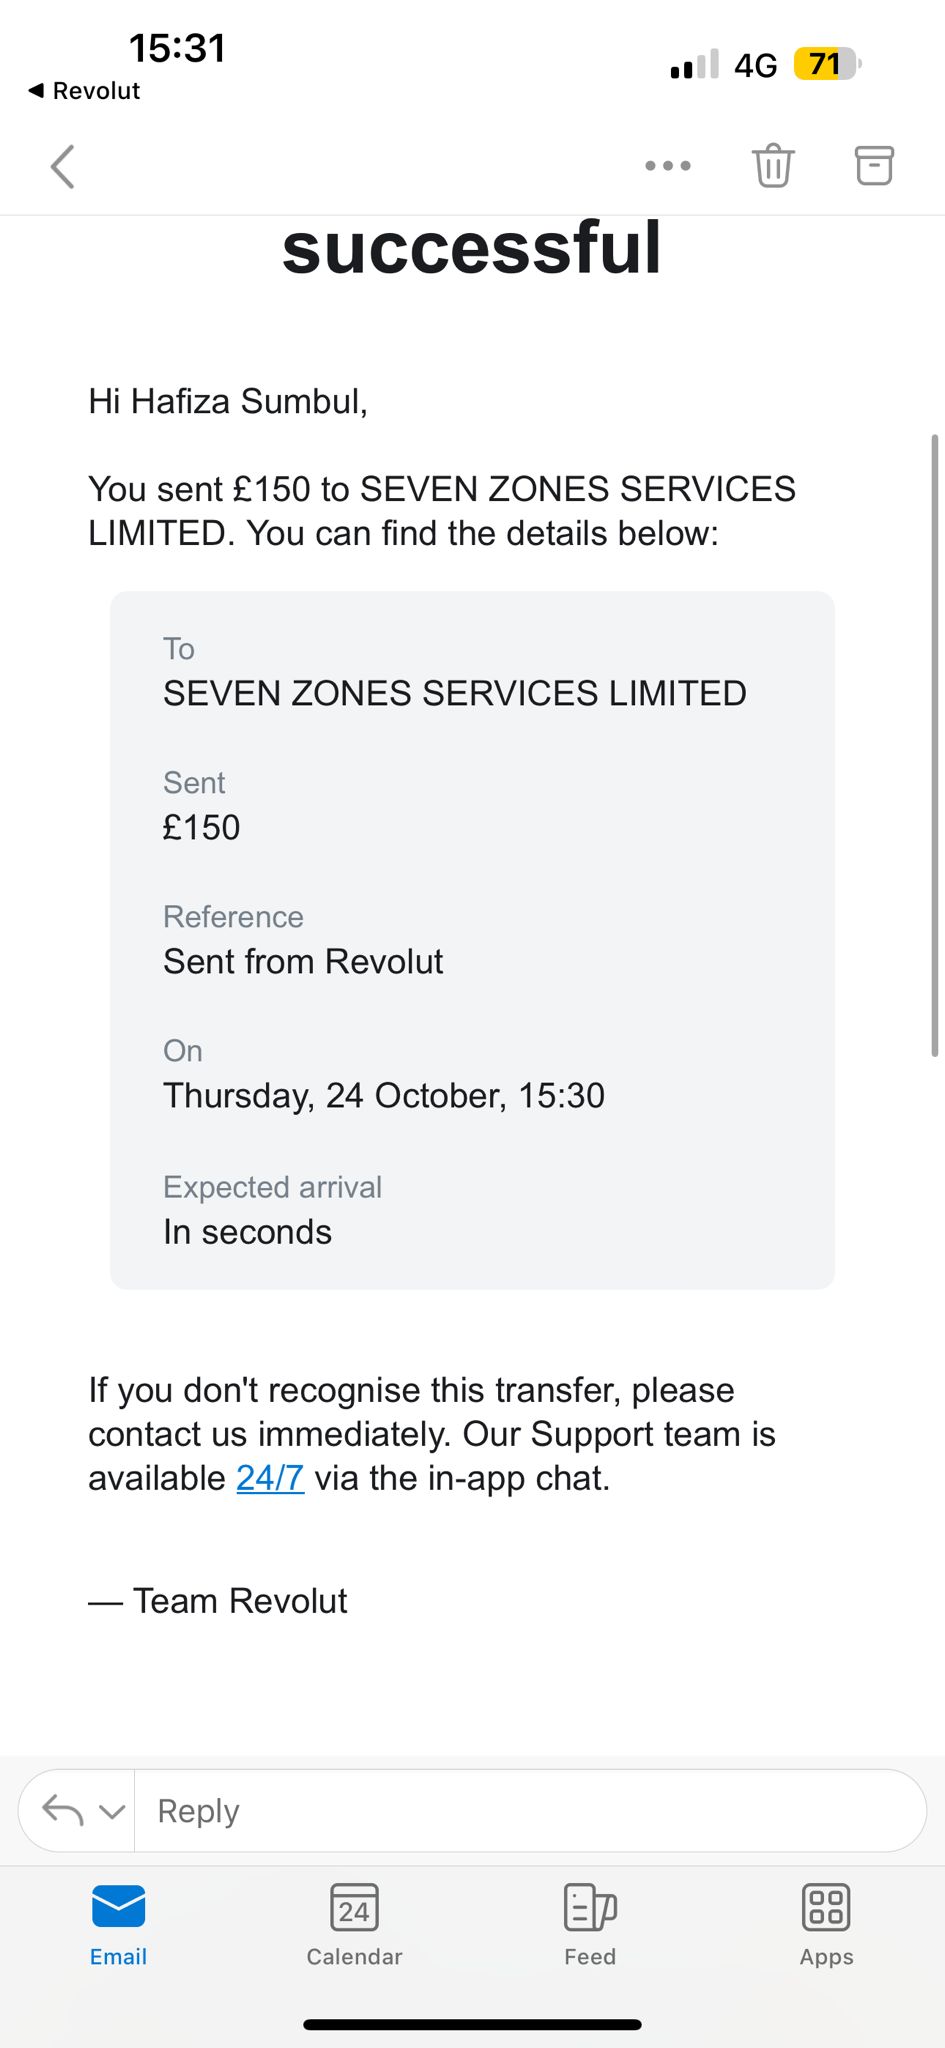 15:31
4G
71
◀ Revolut
successful
Hi Hafiza Sumbul,
You sent £150 to SEVEN ZONES SERVICES
LIMITED. You can find the details below:
To
SEVEN ZONES SERVICES LIMITED
Sent
£150
Reference
Sent from Revolut
On
Thursday, 24 October, 15:30
Expected arrival
In seconds
If you don't recognise this transfer, please
contact us immediately. Our Support team is
available 24/7 via the in-app chat.
— Team Revolut
Reply
24
Email
Calendar
Feed
Apps